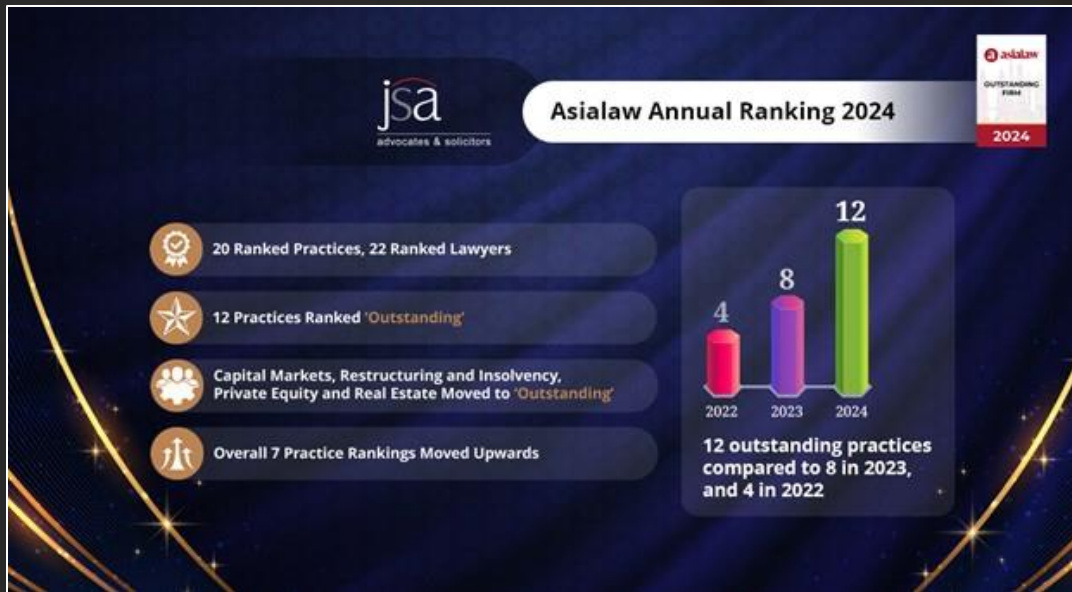 jsa
advocates & solicitors
Asialaw Annual Ranking 2024
asialaw
OUTSTANDING
FIRM
2024
20 Ranked Practices, 22 Ranked Lawyers
12 Practices Ranked 'Outstanding'
Capital Markets, Restructuring and Insolvency,
Private Equity and Real Estate Moved to 'Outstanding'
Overall 7 Practice Rankings Moved Upwards
4
8
12
2022
2023
2024
12 outstanding practices
compared to 8 in 2023,
and 4 in 2022